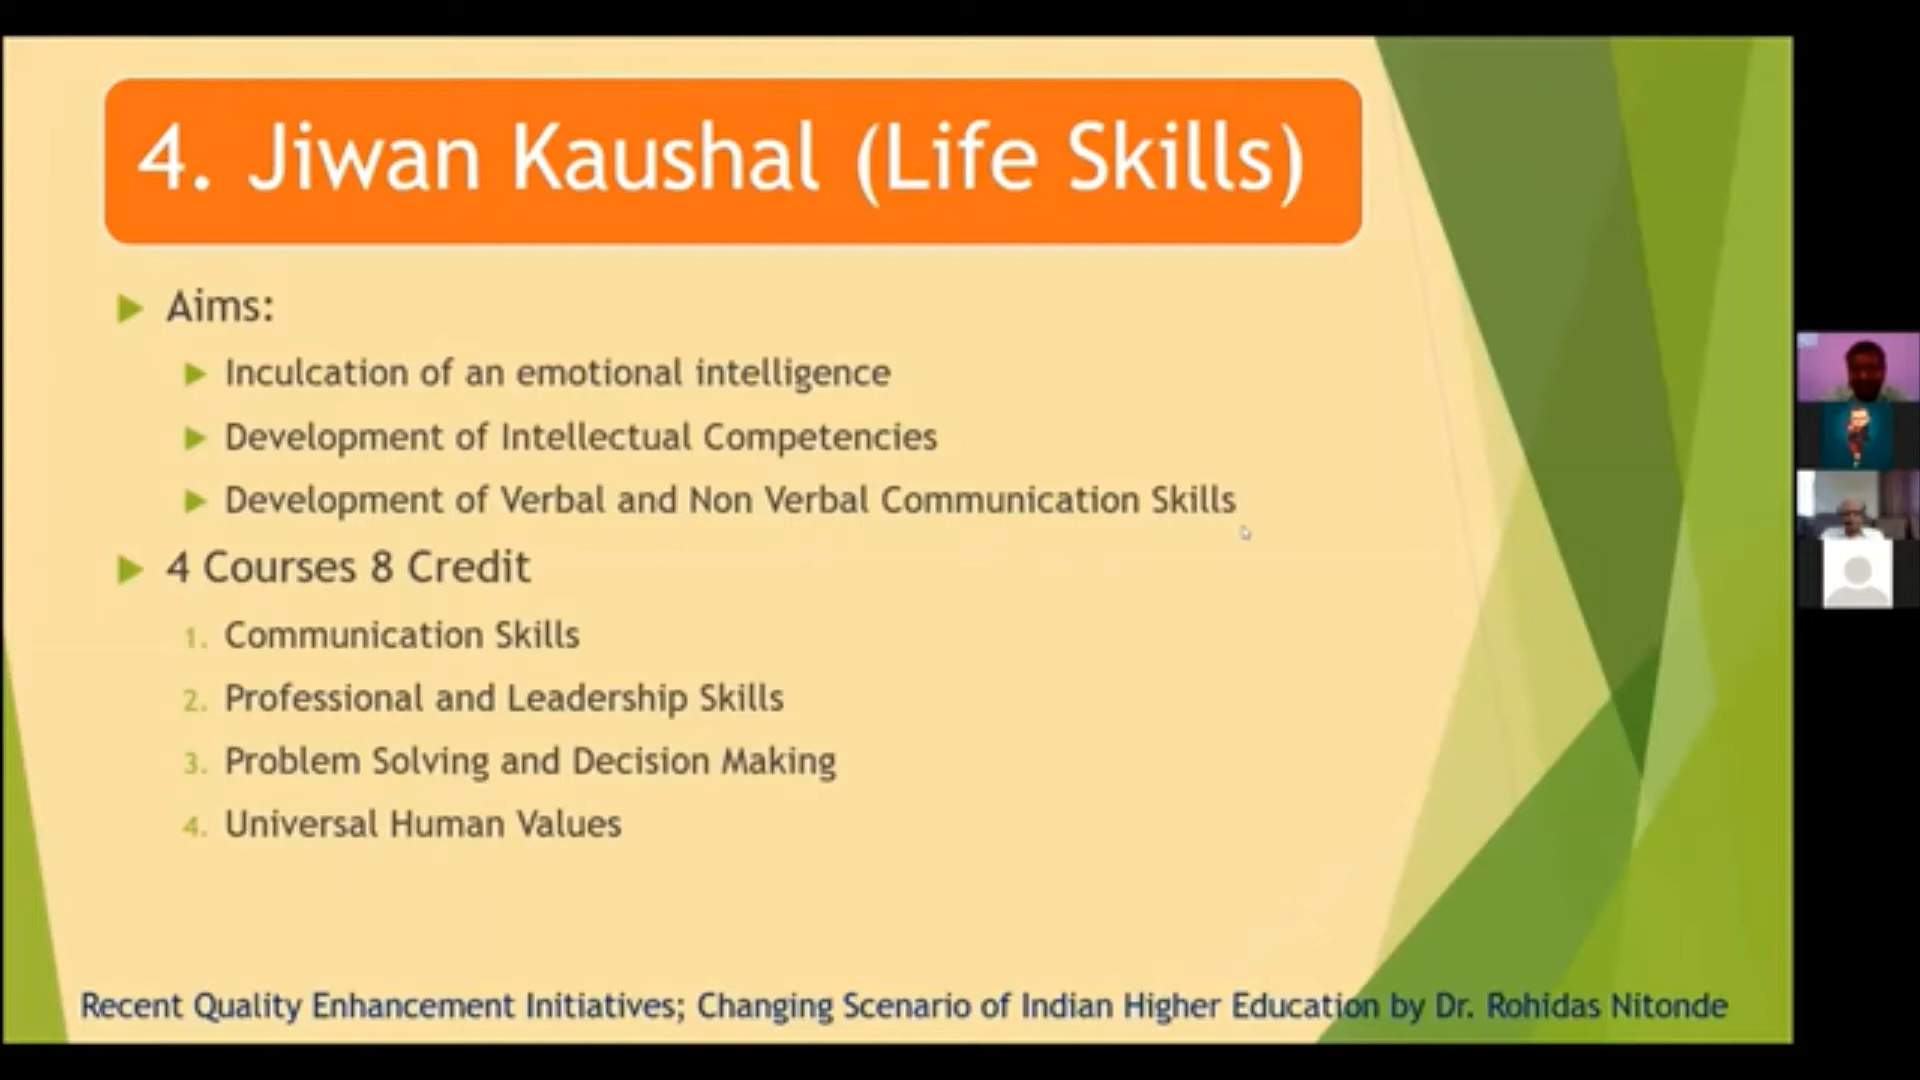 4. Jiwan Kaushal (Life Skills)
Aims:
Inculcation of an emotional intelligence
Development of Intellectual Competencies
Development of Verbal and Non Verbal Communication Skills
4 Courses 8 Credit
1. Communication Skills
2. Professional and Leadership Skills
3. Problem Solving and Decision Making
4. Universal Human Values
Recent Quality Enhancement Initiatives; Changing Scenario of Indian Higher Education by Dr. Rohidas Nitonde